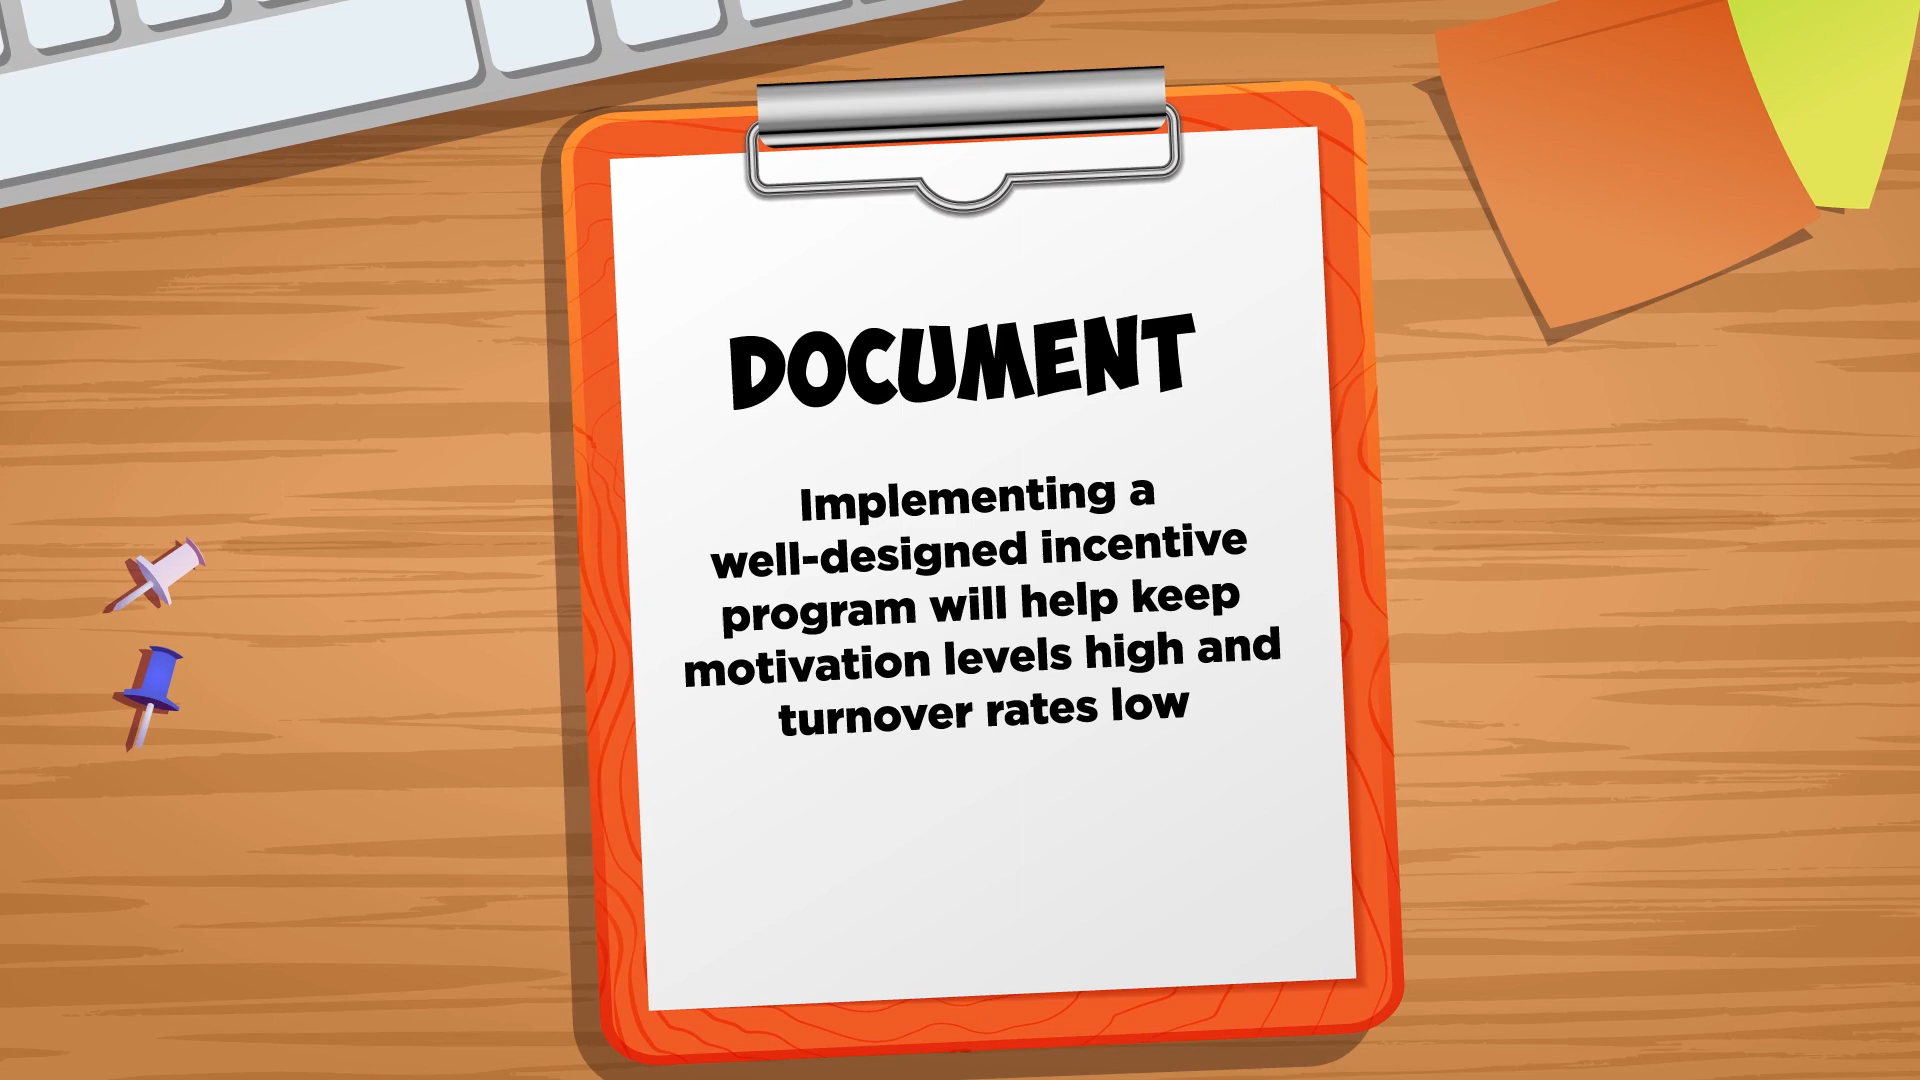 DOCUMENT
Implementing a
well-designed incentive
program will help keep
motivation levels high and
turnover rates low